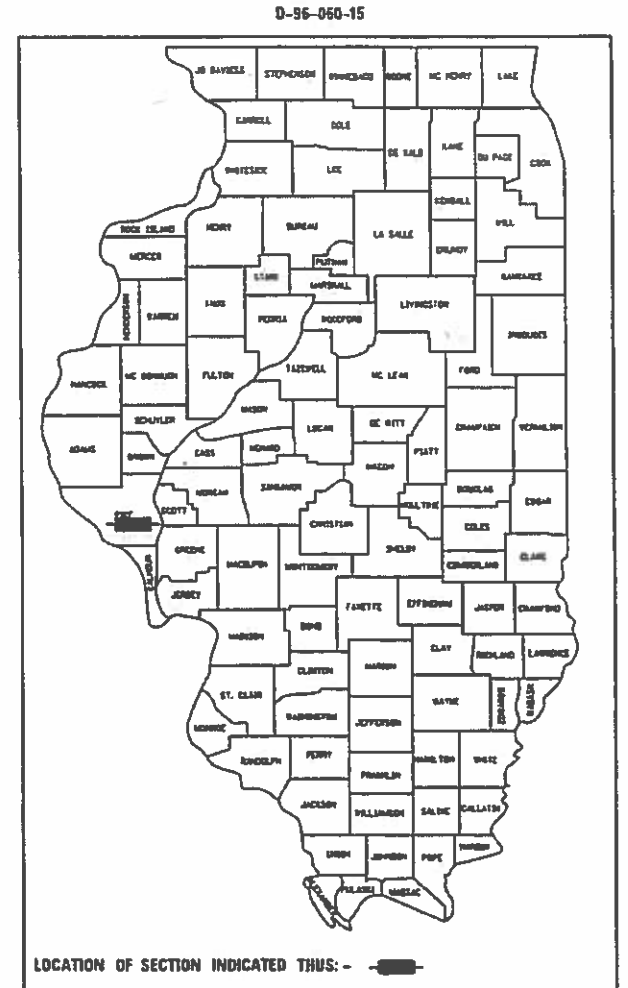 D-96-060-15
JO DAVIESS STEPHENSON WINNEBAGO BOONE MC HENRY LAKE
CARROLL OGLE
DE KALB KANE DU PAGE COOK
WHITESIDE LEE
KENDALL WILL
ROCK ISLAND HENRY BUREAU LA SALLE GRUNDY
MERCER PUTNAM KANKAKEE
STARK MARSHALL
HENDERSON WARREN KNOX PEORIA WOODFORD LIVINGSTON IROQUOIS
HANCOCK MC DONOUGH FULTON TAZEWELL MC LEAN FORD
MASON
SCHUYLER LOGAN DE WITT CHAMPAIGN VERMILION
ADAMS BROWN CASS MENARD PIATT
MACON
MORGAN SANGAMON MOULTRIE DOUGLAS EDGAR
SCOTT CHRISTIAN COLES
GREENE MACOUPIN MONTGOMERY SHELBY CUMBERLAND CLARK
CALHOUN
JERSEY FAYETTE EFFINGHAM JASPER CRAWFORD
MADISON BOND
CLAY RICHLAND LAWRENCE
CLINTON MARION
ST. CLAIR WAYNE
WASHINGTON JEFFERSON
MONROE
RANDOLPH PERRY HAMILTON WHITE
FRANKLIN
JACKSON WILLIAMSON SALINE GALLATIN
UNION JOHNSON POPE HARDIN
ALEXANDER PULASKI MASSAC
LOCATION OF SECTION INDICATED THUS: -